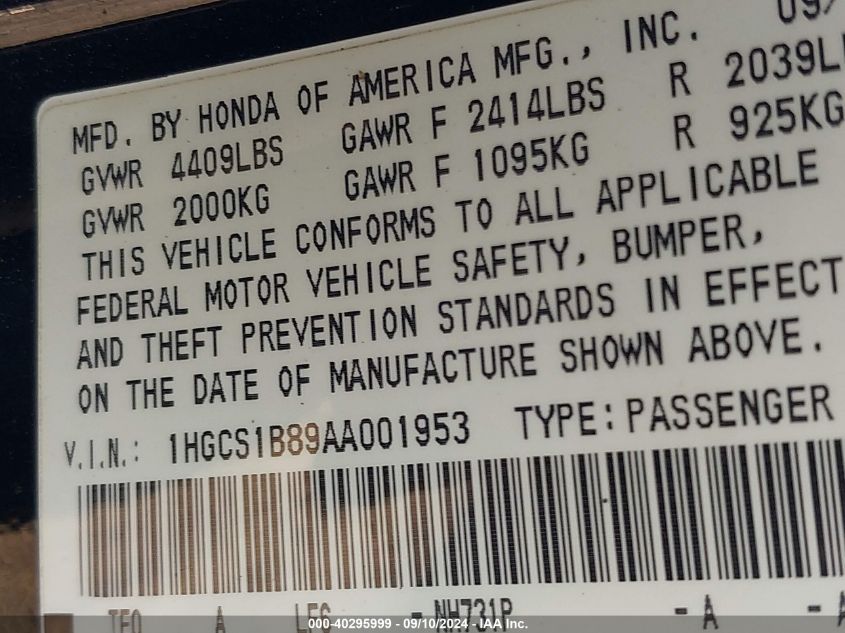 09/
MFD. BY HONDA OF AMERICA MFG., INC.
GVWR 4409LBS GAWR F 2414LBS R 2039L
GVWR 2000KG GAWR F 1095KG R 925KG
THIS VEHICLE CONFORMS TO ALL APPLICABLE
FEDERAL MOTOR VEHICLE SAFETY, BUMPER,
AND THEFT PREVENTION STANDARDS IN EFFECT
ON THE DATE OF MANUFACTURE SHOWN ABOVE.
V.I.N.: 1HGCS1B89AA001953 TYPE:PASSENGER
A - NH731P - A - A
000-40295999 - 09/10/2024 - IAA Inc.